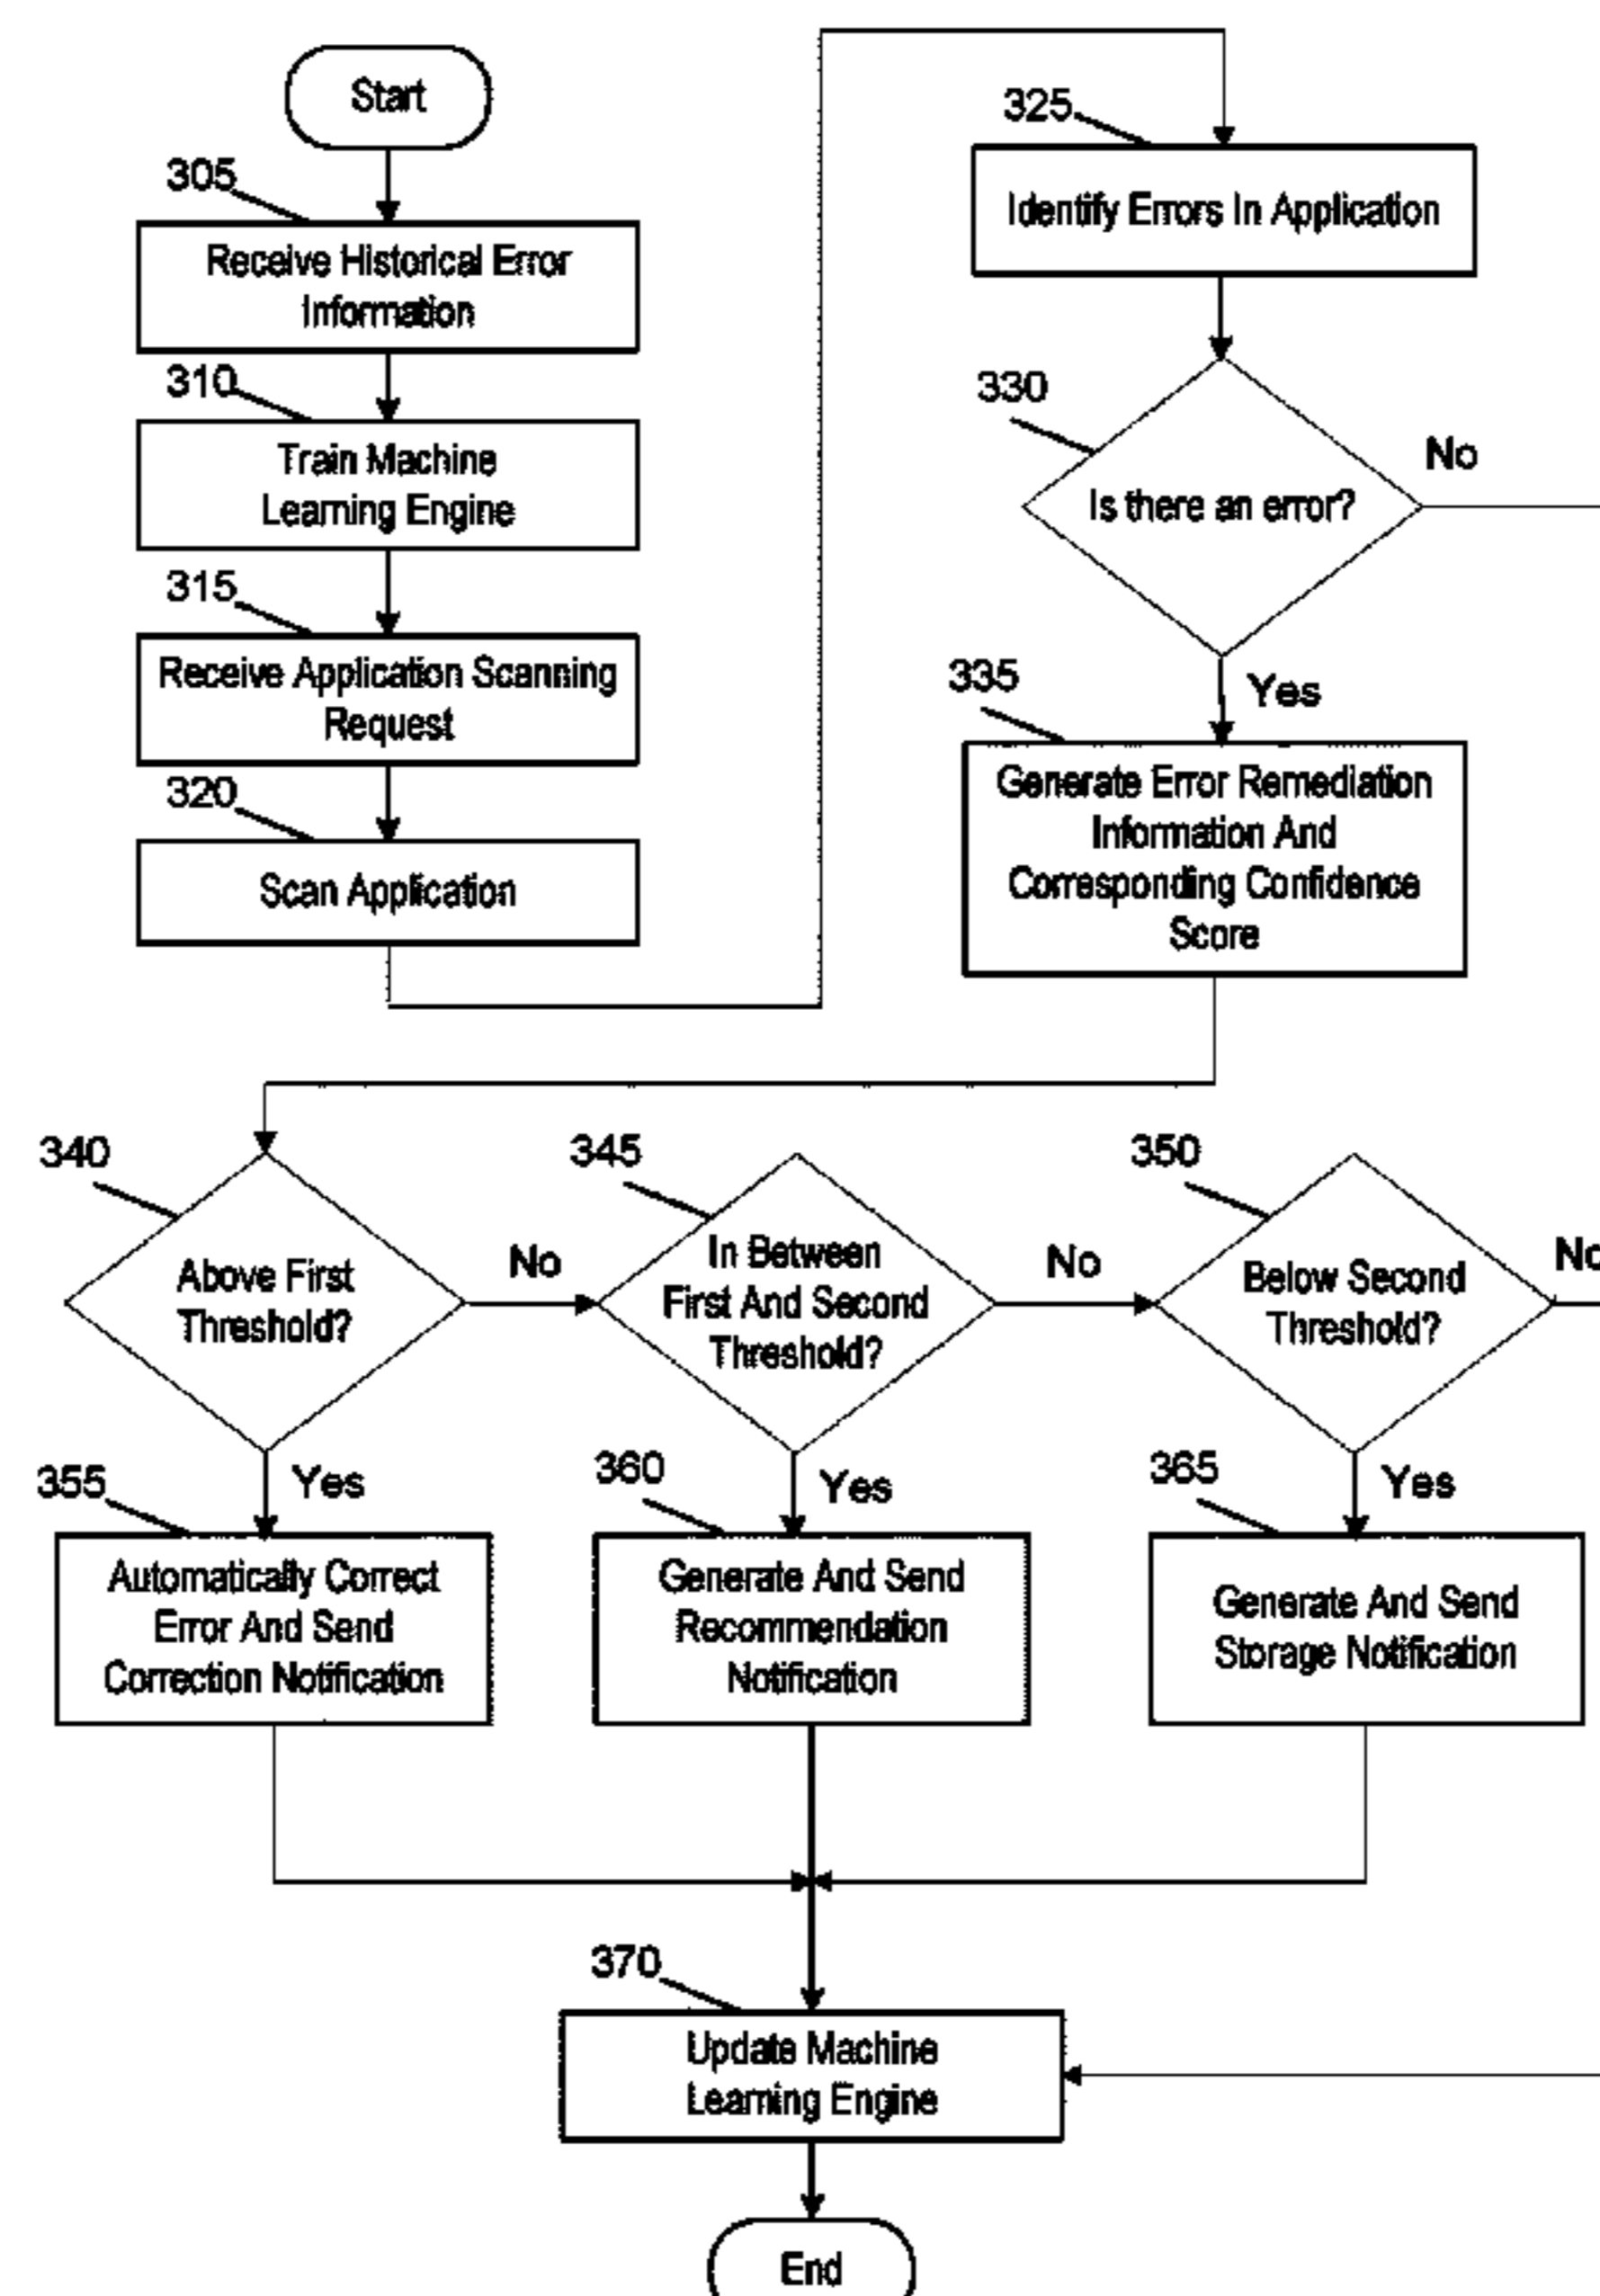 Start
305
Receive Historical Error
Information
310
Train Machine
Learning Engine
315
Receive Application Scanning
Request
320
Scan Application
325
Identify Errors In Application
330
Is there an error?
No
Yes
335
Generate Error Remediation
Information And
Corresponding Confidence
Score
340
Above First
Threshold?
No
Yes
345
In Between
First And Second
Threshold?
No
Yes
350
Below Second
Threshold?
No
Yes
355
Automatically Correct
Error And Send
Correction Notification
360
Generate And Send
Recommendation
Notification
365
Generate And Send
Storage Notification
370
Update Machine
Learning Engine
End